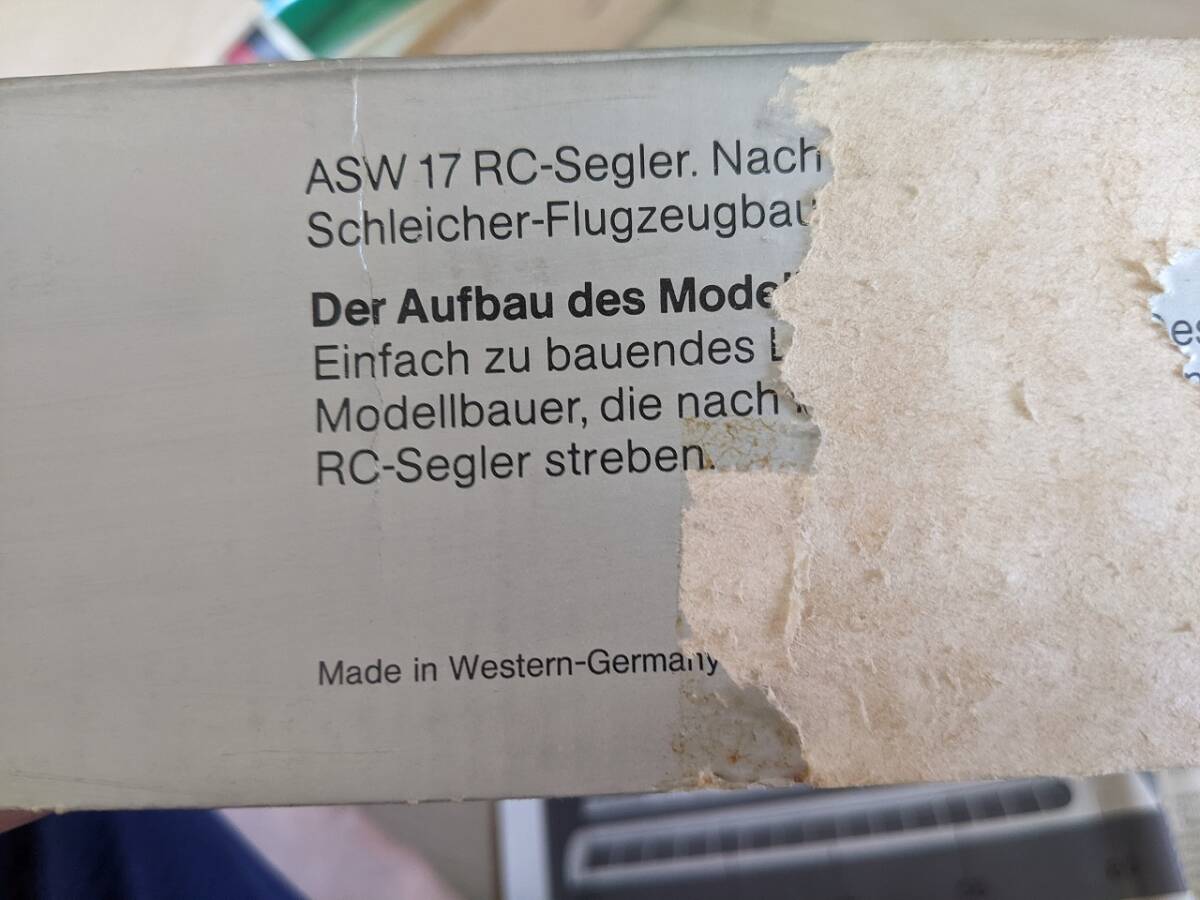 ASW 17 RC-Segler. Nach
Schleicher-Flugzeugbau
Der Aufbau des
Einfach zu bauendes
Modellbauer, die nach
RC-Segler streben.
Made in Western-Germany